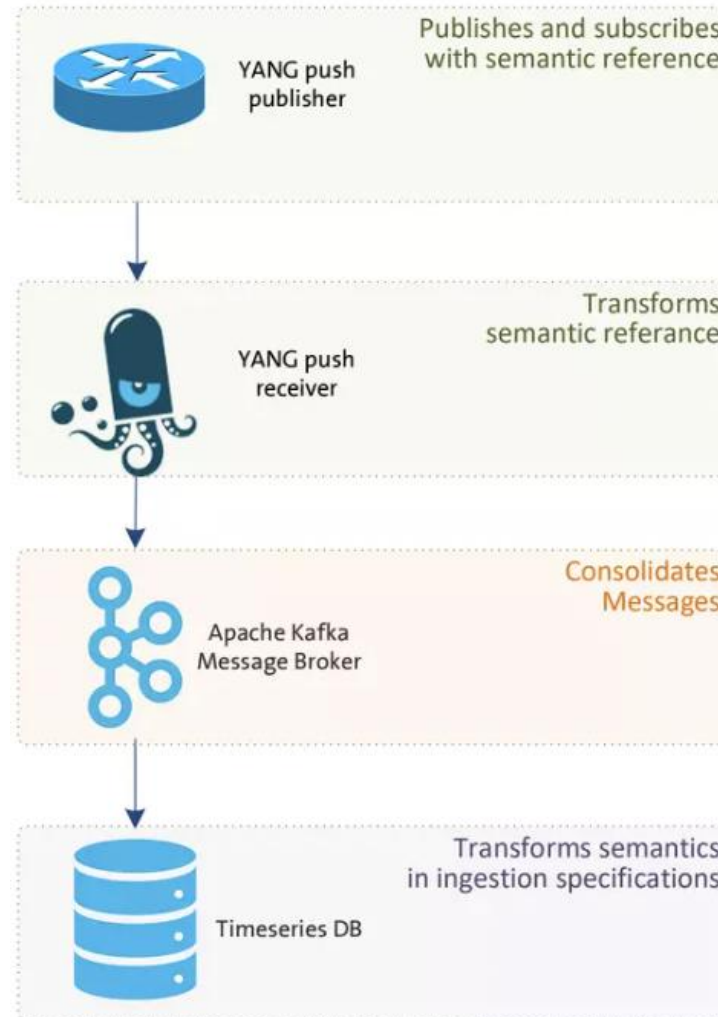 Publishes and subscribes
with semantic reference
YANG push
publisher
Transforms
semantic referance
YANG push
receiver
Consolidates
Messages
Apache Kafka
Message Broker
Transforms semantics
in ingestion specifications
Timeseries DB